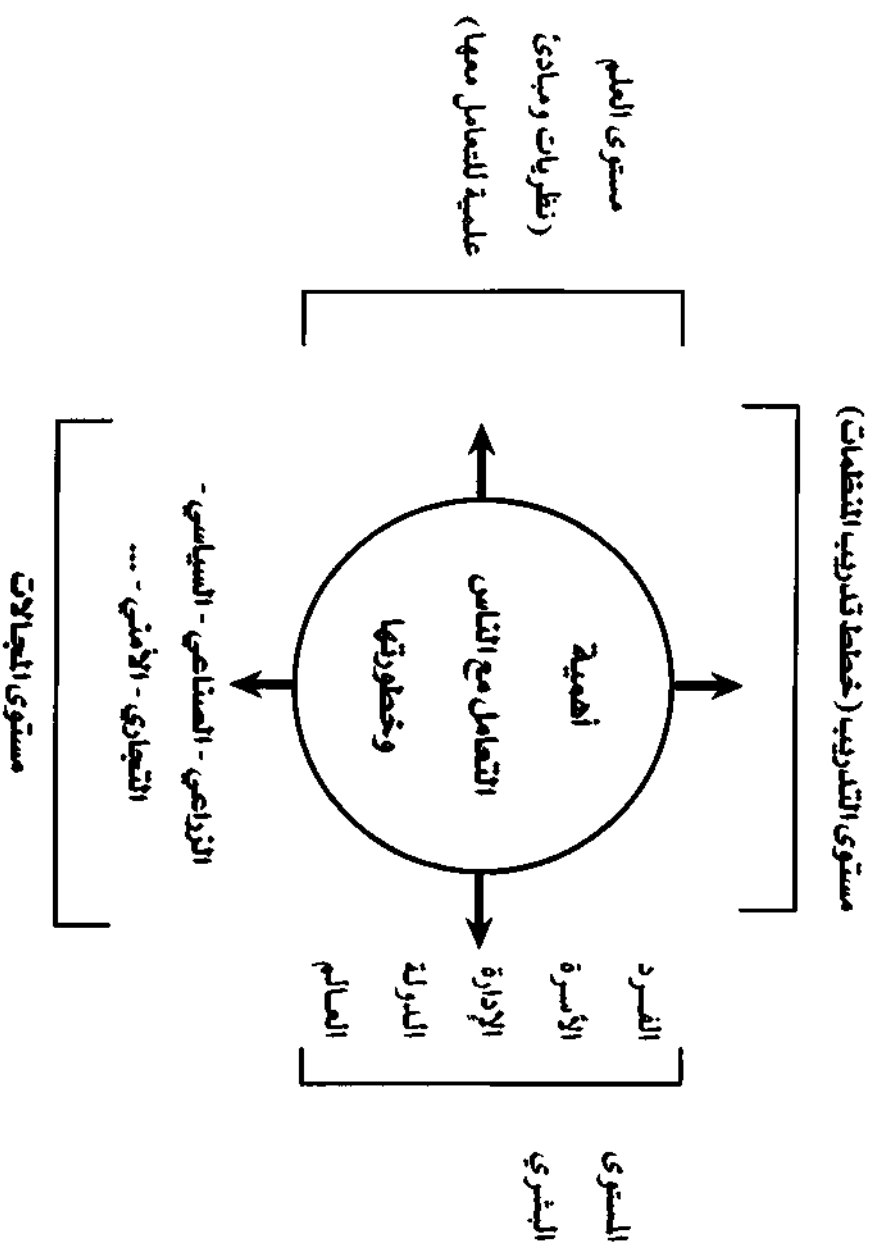 مستوى التدريب (خطط تدريب المنظمات)
المستوى
البشري
الفرد
الأسرة
الإدارة
الدولة
العالم
أهمية
التعامل مع الناس
وخطورتها
مستوى العلم
(نظريات ومبادئ
علمية للتعامل معها)
الزراعي - الصناعي - السياسي -
التجاري - الأمني - ...
مستوى المجالات